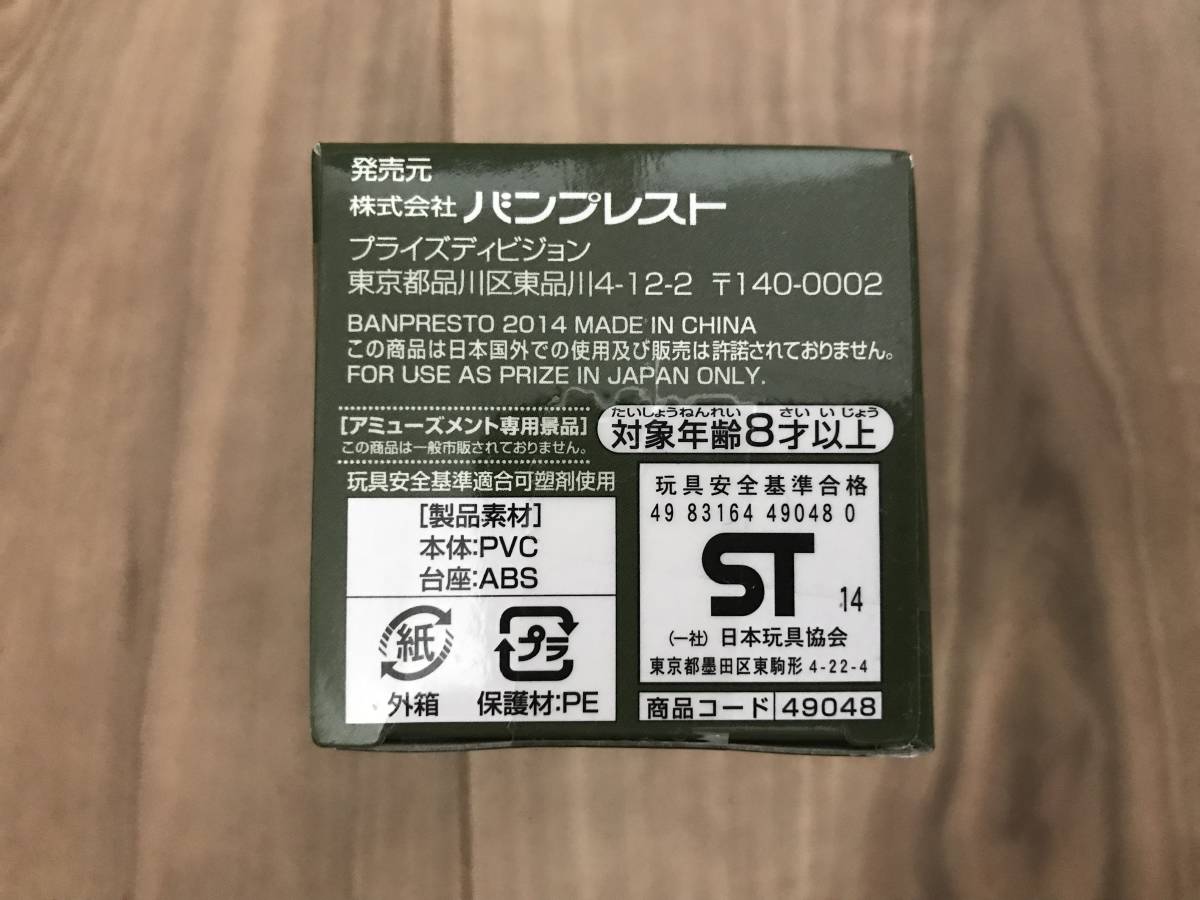 発売元
株式会社 バンプレスト
プライズディビジョン
東京都品川区東品川4-12-2 〒140-0002
BANPRESTO 2014 MADE IN CHINA
この商品は日本国外での使用及び販売は許諾されておりません。
FOR USE AS PRIZE IN JAPAN ONLY.
[アミューズメント専用景品]
この商品は一般市販されておりません。
たいしょうねんれい さい いじょう
対象年齢8才以上
玩具安全基準適合可塑剤使用
[製品素材]
本体:PVC
台座:ABS
紙
外箱
プラ
保護材:PE
玩具安全基準合格
49 83164 49048 0
ST 14
(一社) 日本玩具協会
東京都墨田区東駒形 4-22-4
商品コード 49048